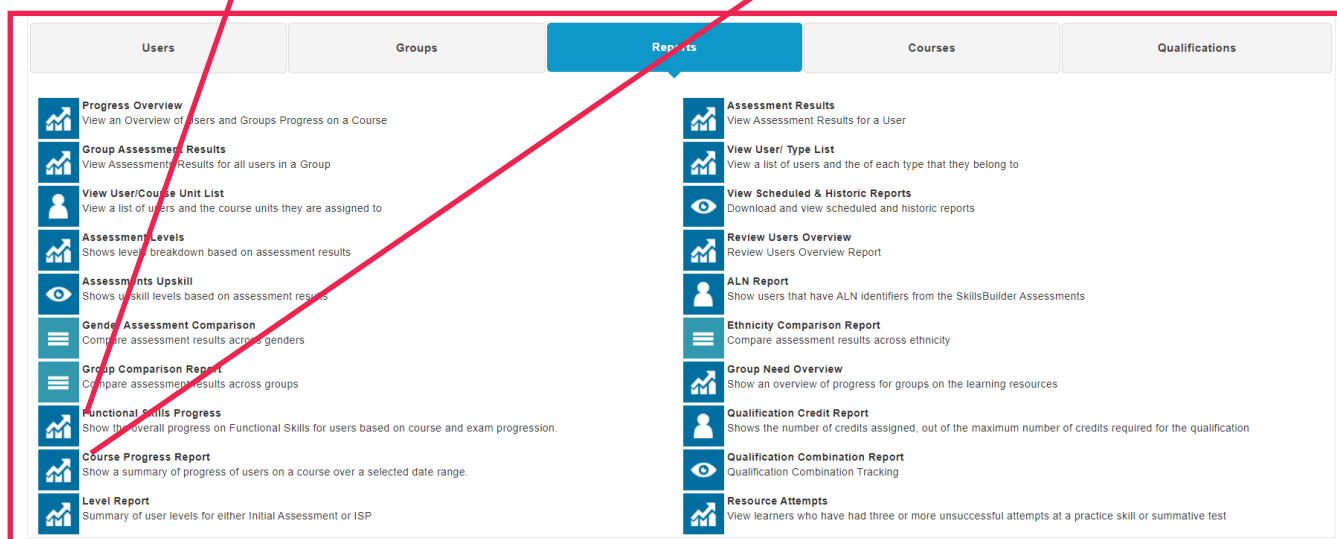 Users
Groups
Reports
Courses
Qualifications
Progress Overview
View an Overview of Users and Groups Progress on a Course
Group Assessment Results
View Assessments Results for all users in a Group
View User/Course Unit List
View a list of users and the course units they are assigned to
Assessment Levels
Shows levels breakdown based on assessment results
Assessments Upskill
Shows upskill levels based on assessment results
Gender Assessment Comparison
Compare assessment results across genders
Group Comparison Report
Compare assessment results across groups
Functional Skills Progress
Show the overall progress on Functional Skills for users based on course and exam progression.
Course Progress Report
Show a summary of progress of users on a course over a selected date range.
Level Report
Summary of user levels for either Initial Assessment or ISP
Assessment Results
View Assessment Results for a User
View User/ Type List
View a list of users and the of each type that they belong to
View Scheduled & Historic Reports
Download and view scheduled and historic reports
Review Users Overview
Review Users Overview Report
ALN Report
Show users that have ALN identifiers from the SkillsBuilder Assessments
Ethnicity Comparison Report
Compare assessment results across ethnicity
Group Need Overview
Show an overview of progress for groups on the learning resources
Qualification Credit Report
Shows the number of credits assigned, out of the maximum number of credits required for the qualification
Qualification Combination Report
Qualification Combination Tracking
Resource Attempts
View learners who have had three or more unsuccessful attempts at a practice skill or summative test